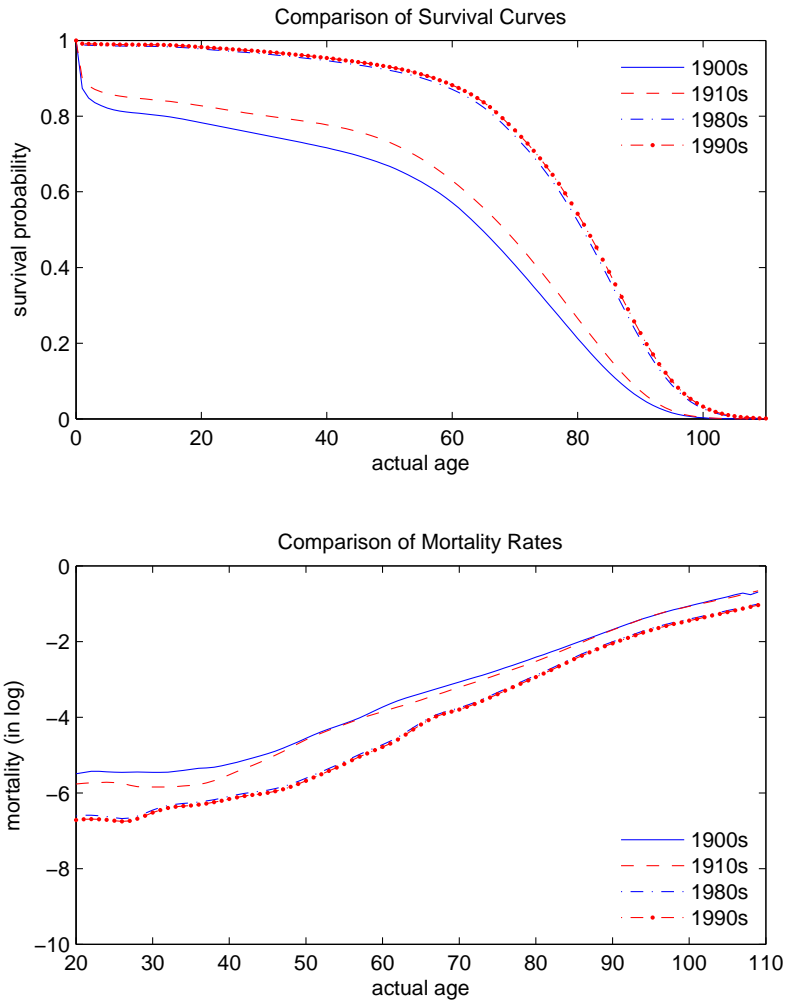 Comparison of Survival Curves
1
0.8
0.6
0.4
0.2
0
survival probability
1900s
1910s
1980s
1990s
0 20 40 60 80 100
actual age
Comparison of Mortality Rates
0
−2
−4
−6
−8
−10
mortality (in log)
1900s
1910s
1980s
1990s
20 30 40 50 60 70 80 90 100 110
actual age